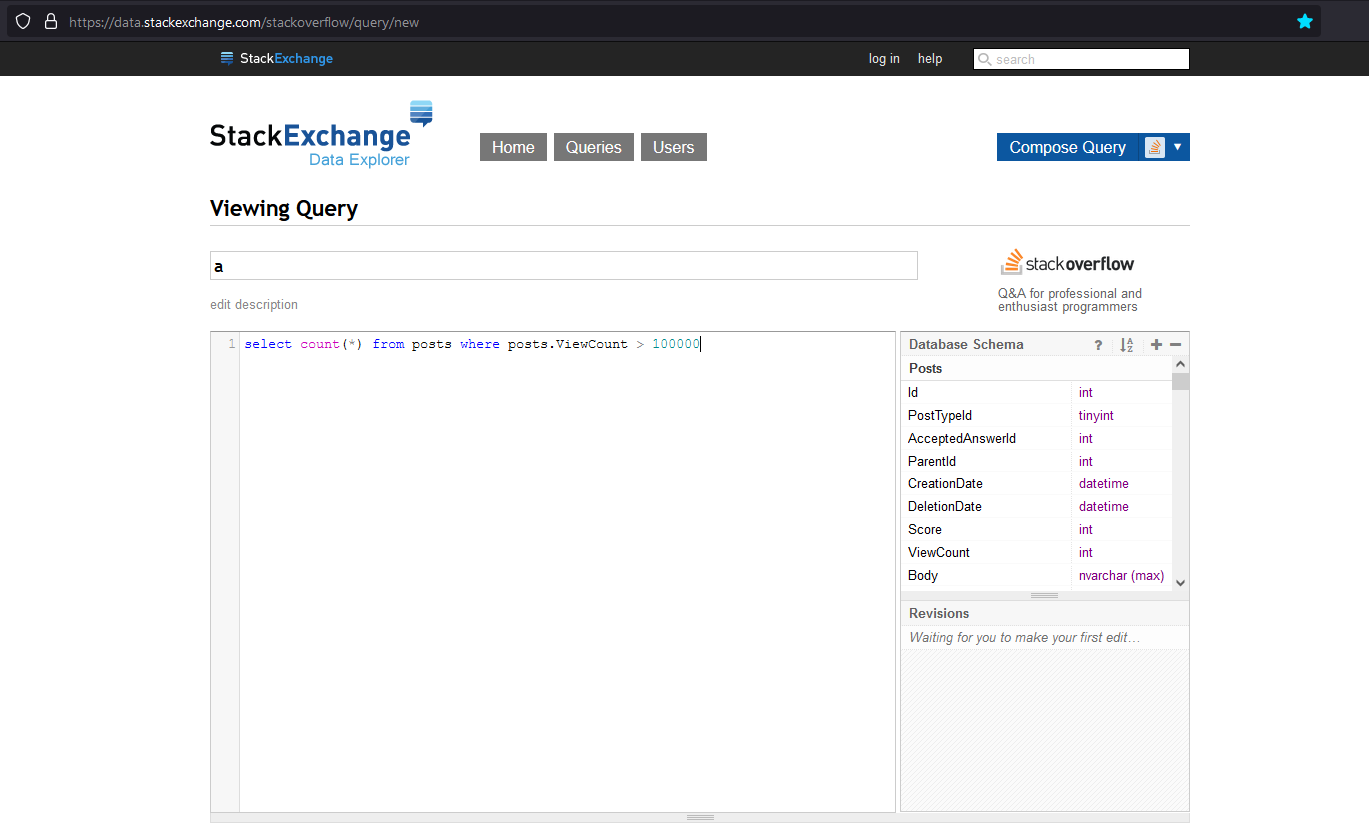 https://data.stackexchange.com/stackoverflow/query/new
StackExchange
log in help search
StackExchange
Data Explorer
Home Queries Users
Compose Query ▼
Viewing Query
a
edit description
stackoverflow
Q&A for professional and
enthusiast programmers
1 select count(*) from posts where posts.ViewCount > 100000
Database Schema ? A Z + −
Posts
Id int
PostTypeId tinyint
AcceptedAnswerId int
ParentId int
CreationDate datetime
DeletionDate datetime
Score int
ViewCount int
Body nvarchar (max)
Revisions
Waiting for you to make your first edit…